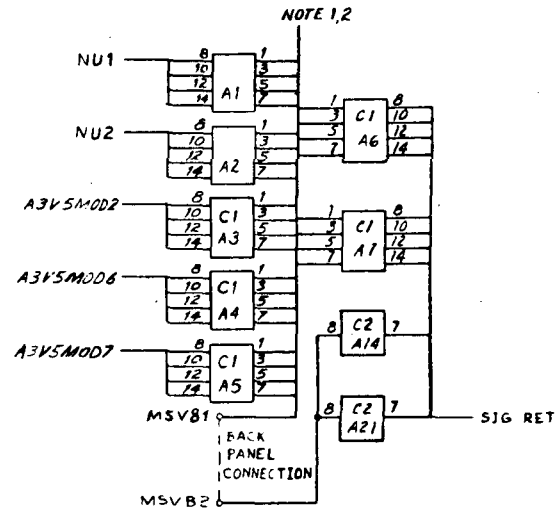 NOTE 1,2
NU1
8 10 12 14
A1
1 3 5 7
NU2
8 10 12 14
A2
1 3 5 7
A3V5MOD2
8 10 12 14
C1
A3
1 3 5 7
A3V5MOD6
8 10 12 14
C1
A4
1 3 5 7
A3V5MOD7
8 10 12 14
C1
A5
1 3 5 7
MSVB1
BACK
PANEL
CONNECTION
MSVB2
1 3 5 7
C1
A6
8 10 12 14
1 3 5 7
C1
A7
8 10 12 14
8
C2
A14
7
8
C2
A21
7
SIG RET